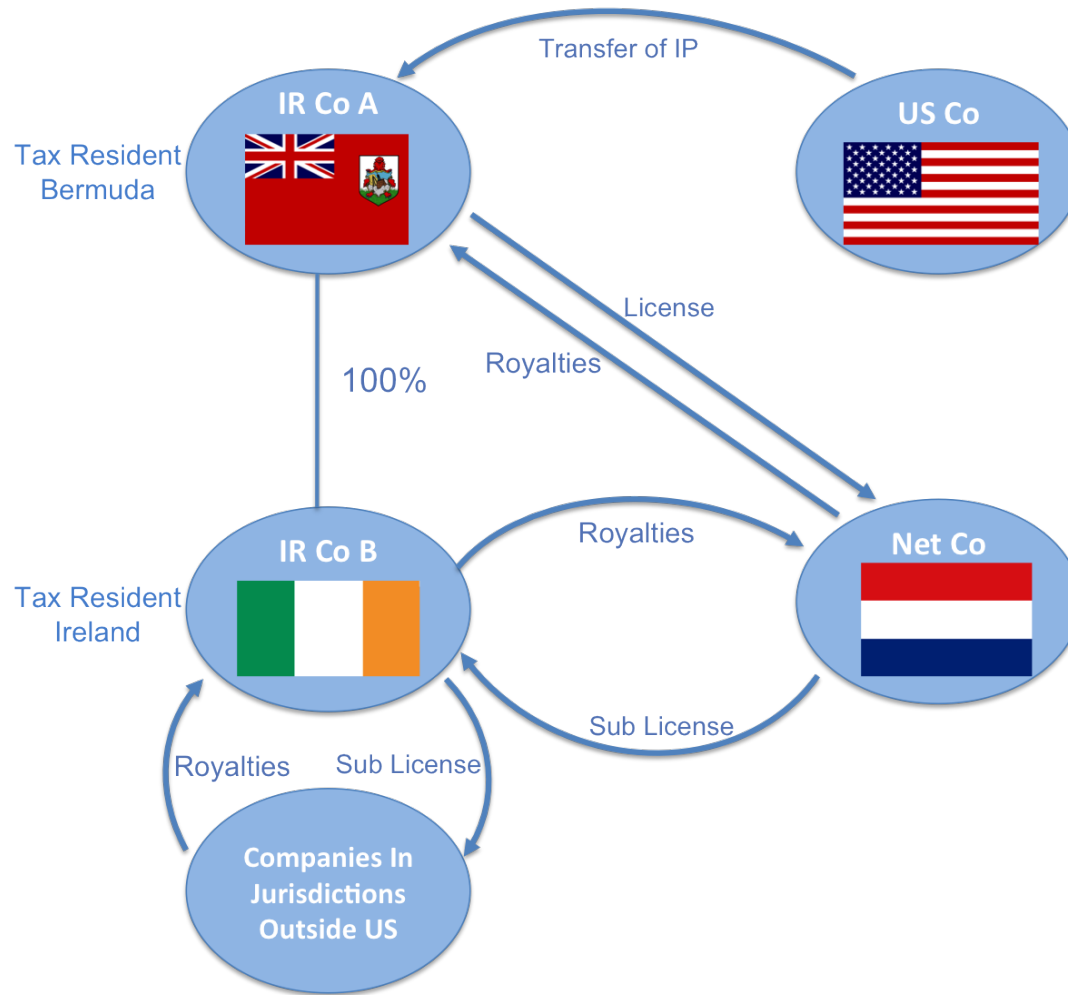 Transfer of IP
IR Co A
US Co
Tax Resident
Bermuda
License
Royalties
100%
IR Co B
Royalties
Net Co
Tax Resident
Ireland
Sub License
Royalties
Sub License
Companies In
Jurisdictions
Outside US